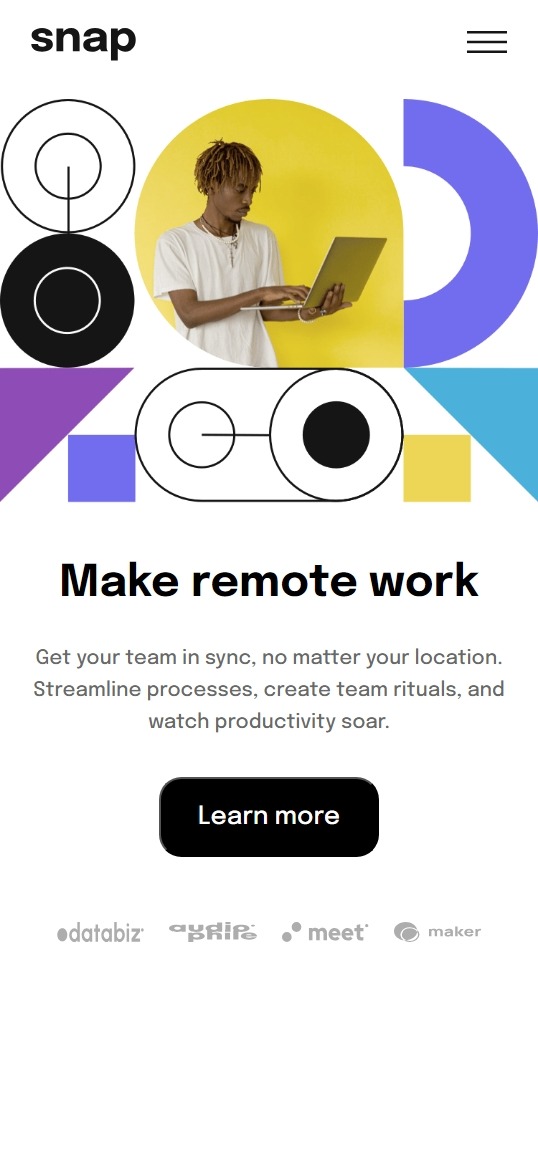 snap
Make remote work
Get your team in sync, no matter your location.
Streamline processes, create team rituals, and
watch productivity soar.
Learn more
databiz audiophile meet maker